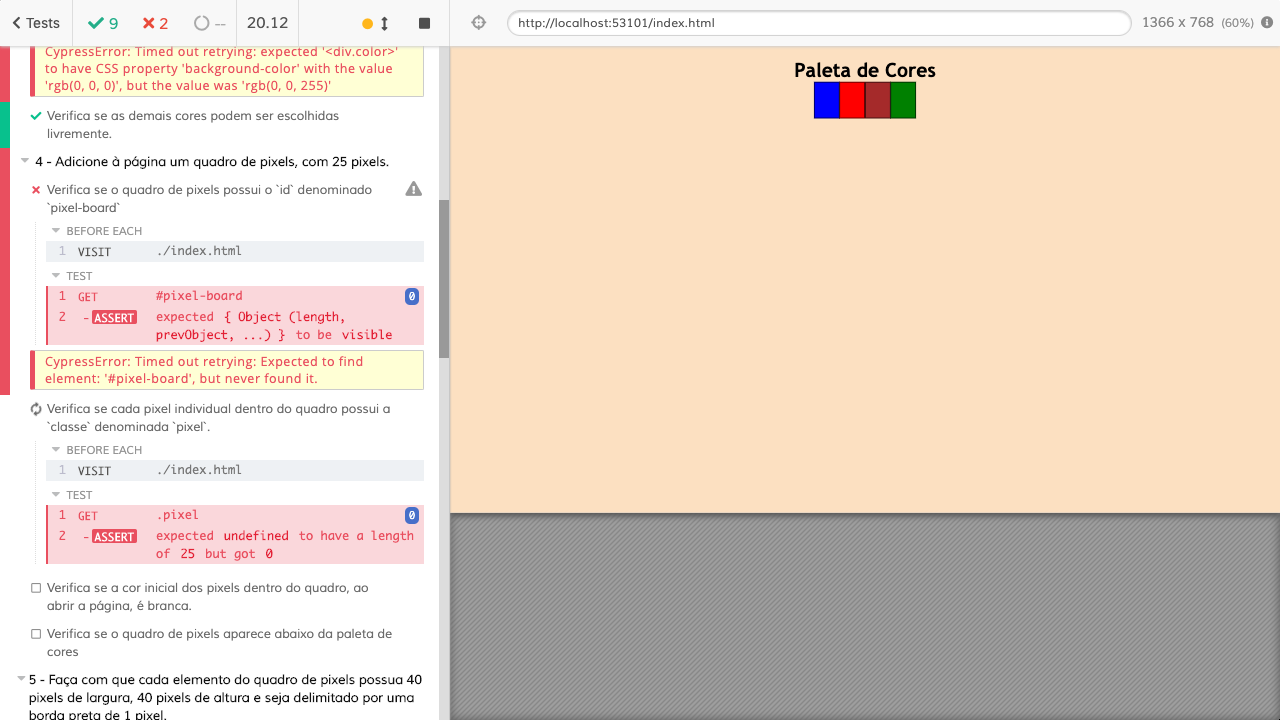 Tests
9
2
--
20.12
http://localhost:53101/index.html
1366 x 768 (60%)
CypressError: Timed out retrying: expected '<div.color>'
to have CSS property 'background-color' with the value
'rgb(0, 0, 0)', but the value was 'rgb(0, 0, 255)'
Verifica se as demais cores podem ser escolhidas
livremente.
4 - Adicione à página um quadro de pixels, com 25 pixels.
Verifica se o quadro de pixels possui o `id` denominado
`pixel-board`
BEFORE EACH
1 VISIT ./index.html
TEST
1 GET #pixel-board 0
2 -ASSERT expected { Object (length,
prevObject, ...) } to be visible
CypressError: Timed out retrying: Expected to find
element: '#pixel-board', but never found it.
Verifica se cada pixel individual dentro do quadro possui a
`classe` denominada `pixel`.
BEFORE EACH
1 VISIT ./index.html
TEST
1 GET .pixel 0
2 -ASSERT expected undefined to have a length
of 25 but got 0
Verifica se a cor inicial dos pixels dentro do quadro, ao
abrir a página, é branca.
Verifica se o quadro de pixels aparece abaixo da paleta de
cores
5 - Faça com que cada elemento do quadro de pixels possua 40
pixels de largura, 40 pixels de altura e seja delimitado por uma
borda preta de 1 pixel.
Paleta de Cores